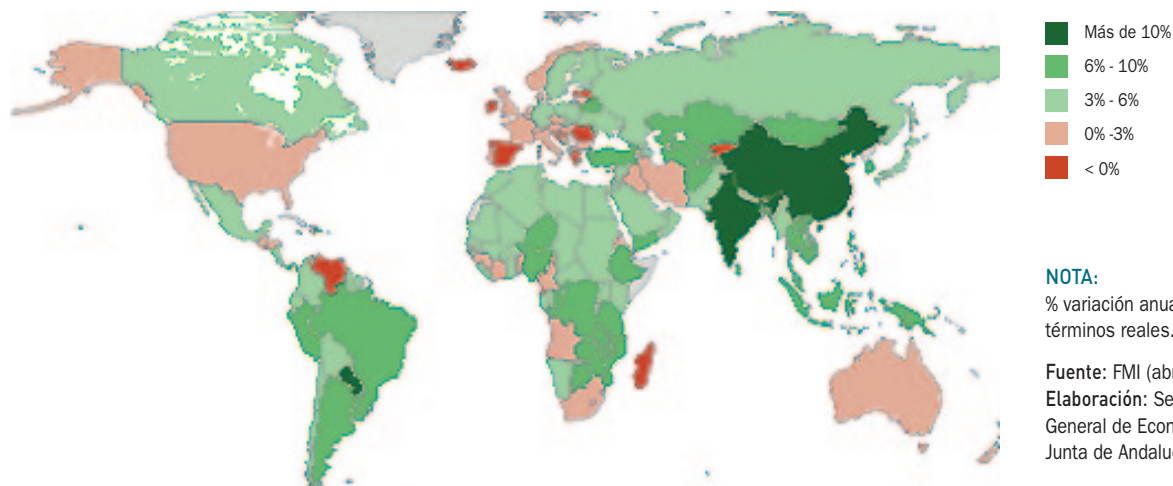 Más de 10%
6% - 10%
3% - 6%
0% -3%
< 0%
NOTA:
% variación anua
términos reales.
Fuente: FMI (abr
Elaboración: Se
General de Econ
Junta de Andaluc